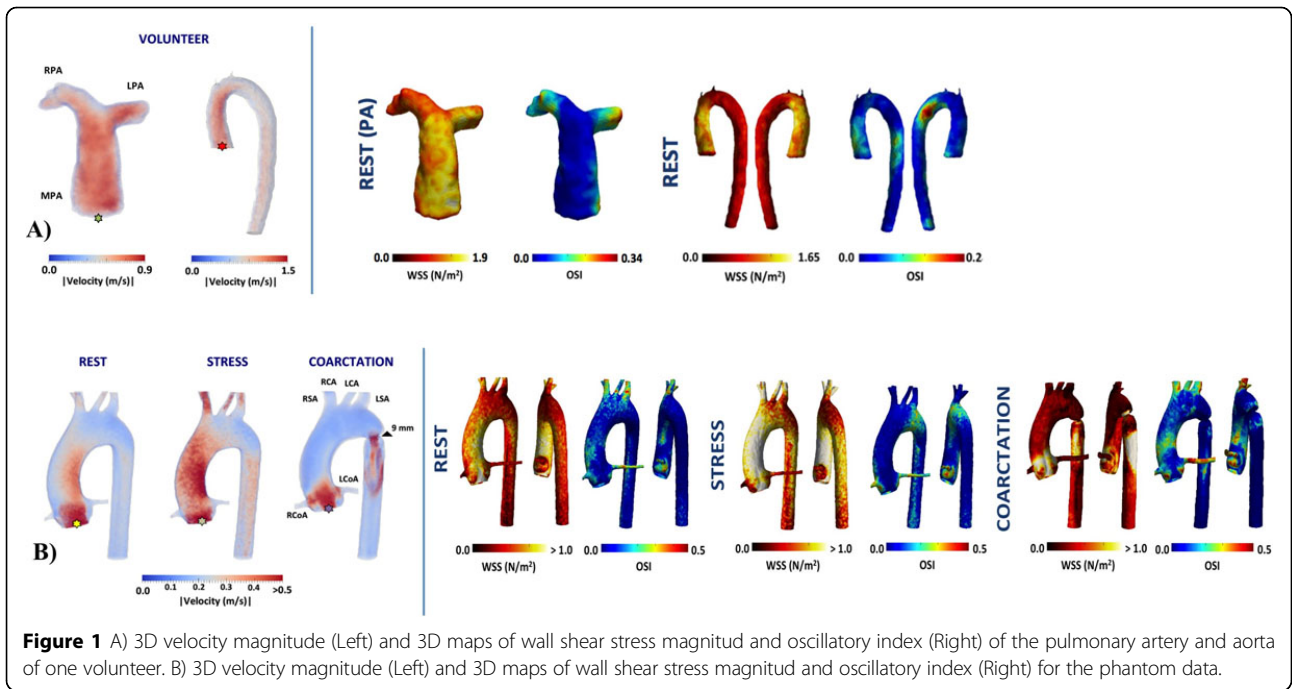 VOLUNTEER
RPA
LPA
MPA
A)
0.0 0.9
|Velocity (m/s)|
0.0 1.5
|Velocity (m/s)|
REST (PA)
0.0 1.9
WSS (N/m²)
0.0 0.34
OSI
REST
0.0 1.65
WSS (N/m²)
0.0 0.2
OSI
REST STRESS COARCTATION
RCA LCA
RSA LSA
9 mm
LCoA
RCoA
B)
0.0 0.1 0.2 0.3 0.4 >0.5
|Velocity (m/s)|
REST
0.0 > 1.0
WSS (N/m²)
0.0 0.5
OSI
STRESS
0.0 > 1.0
WSS (N/m²)
0.0 0.5
OSI
COARCTATION
0.0 >1.0
WSS (N/m²)
0.0 0.5
OSI
Figure 1 A) 3D velocity magnitude (Left) and 3D maps of wall shear stress magnitud and oscillatory index (Right) of the pulmonary artery and aorta
of one volunteer. B) 3D velocity magnitude (Left) and 3D maps of wall shear stress magnitud and oscillatory index (Right) for the phantom data.